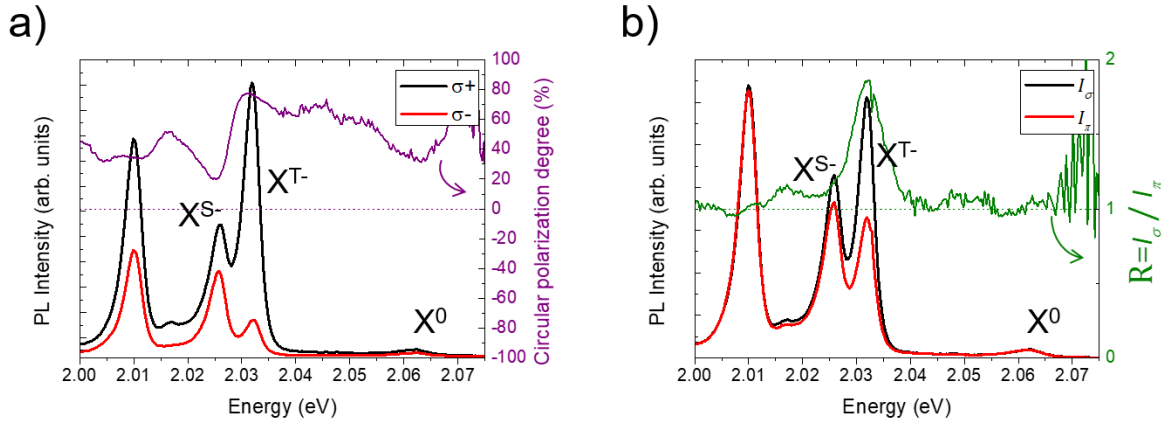 a)
σ+
σ-
X^T-
X^S-
X^0
PL Intensity (arb. units)
100
80
60
40
20
0
-20
-40
-60
-80
-100
Circular polarization degree (%)
2.00 2.01 2.02 2.03 2.04 2.05 2.06 2.07
Energy (eV)
b)
I_σ
I_π
X^S-
X^T-
X^0
PL Intensity (arb. units)
2
1
0
R=I_σ / I_π
2.00 2.01 2.02 2.03 2.04 2.05 2.06 2.07
Energy (eV)